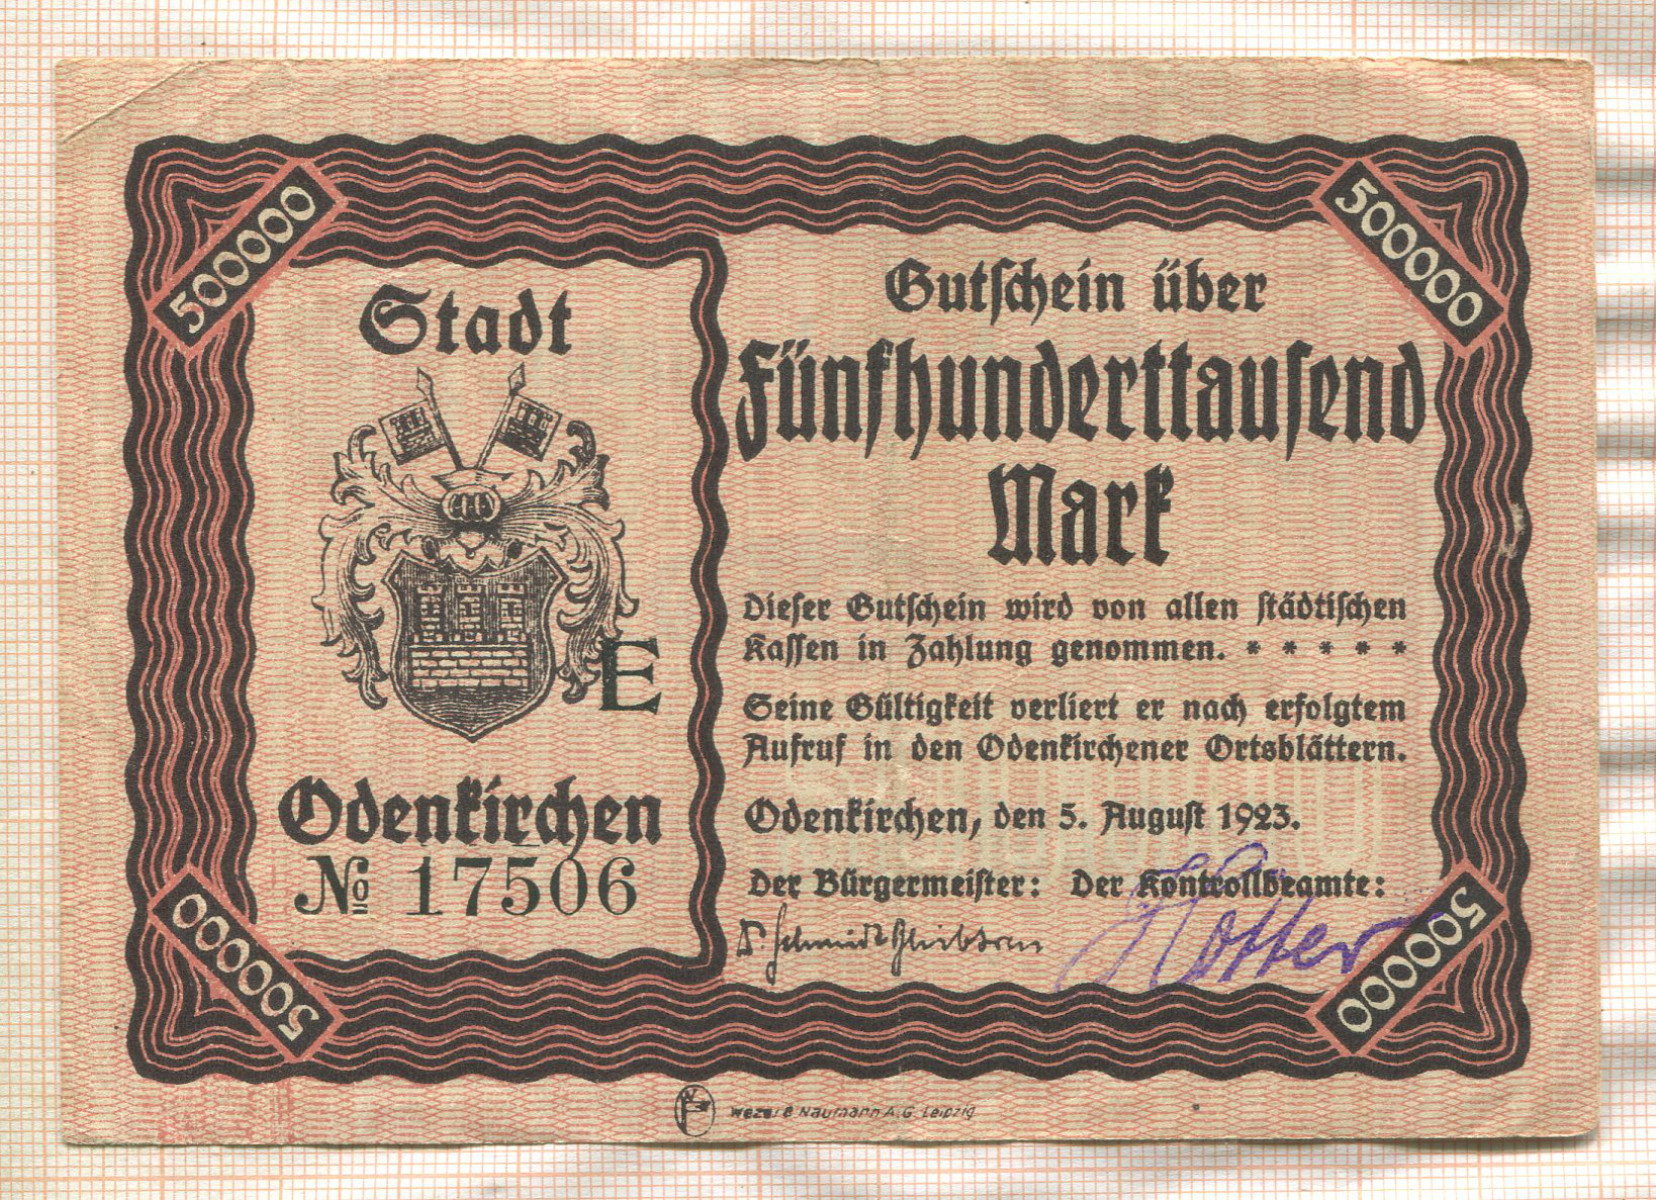 500000
500000
Stadt
E
Odenkirchen
№ 17506
Gutschein über
Fünfhunderttausend
Mark
Dieser Gutschein wird von allen städtischen
Kassen in Zahlung genommen. * * * * *
Seine Gültigkeit verliert er nach erfolgtem
Aufruf in den Odenkirchener Ortsblättern.
Odenkirchen, den 5. August 1923.
Der Bürgermeister: Der Kontrollbeamte:
500000
500000
Wezel & Naumann A.G. Leipzig